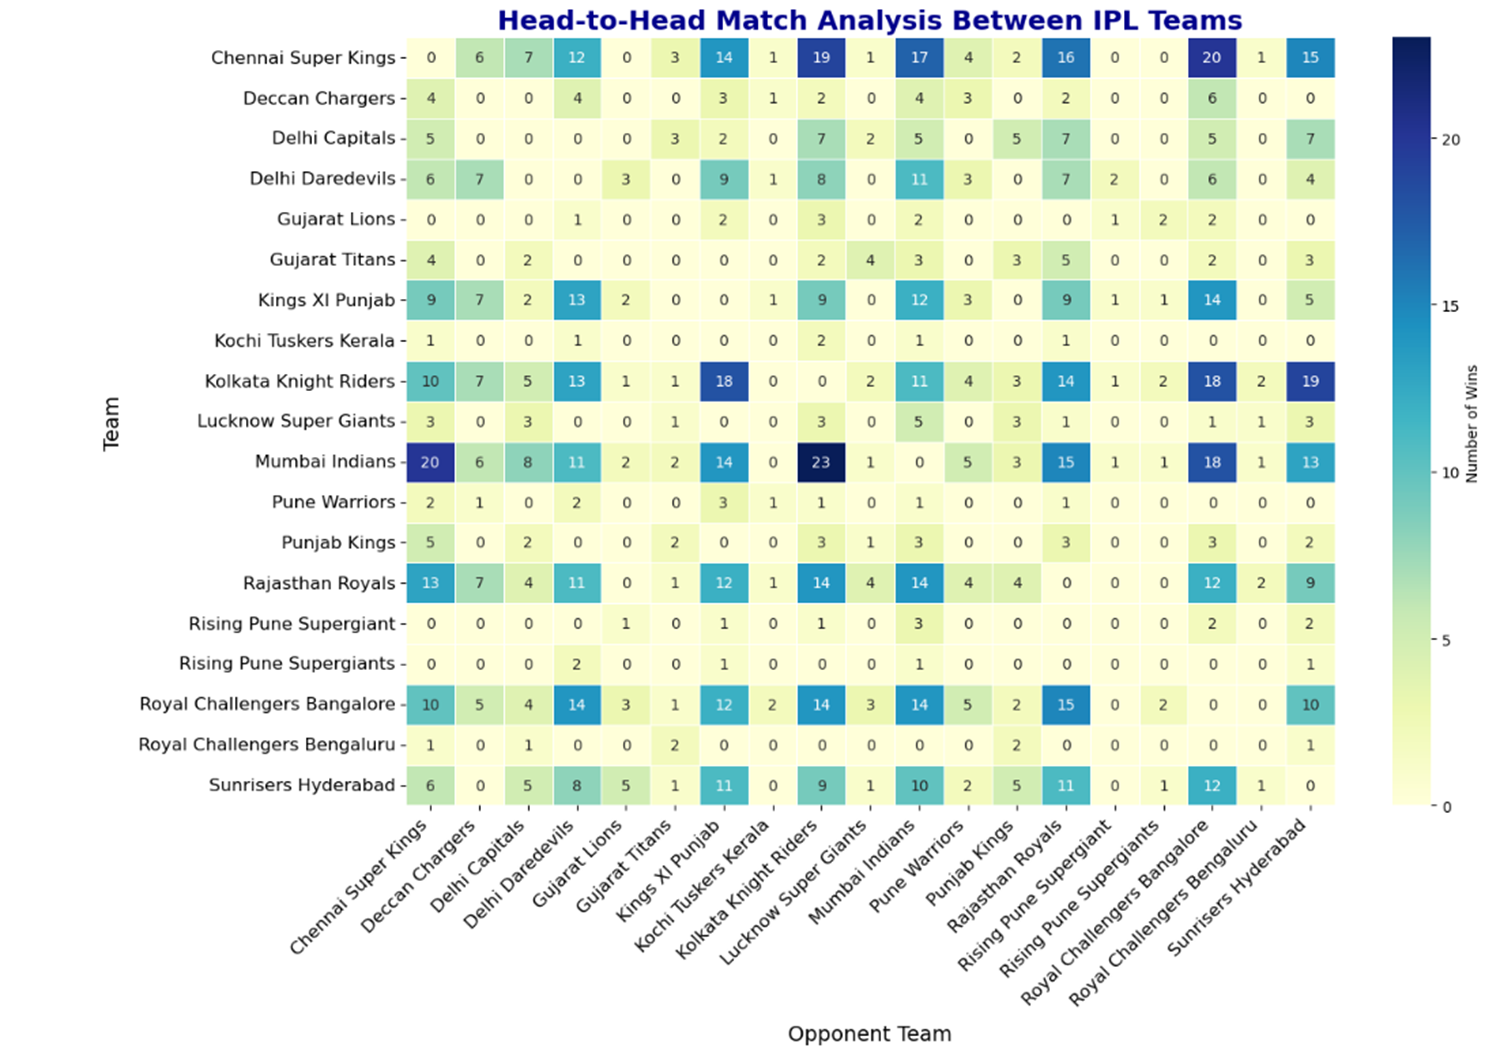 Head-to-Head Match Analysis Between IPL Teams
Chennai Super Kings 0 6 7 12 0 3 14 1 19 1 17 4 2 16 0 0 20 1 15
Deccan Chargers 4 0 0 4 0 0 3 1 2 0 4 3 0 2 0 0 6 0 0
Delhi Capitals 5 0 0 0 0 3 2 0 7 2 5 0 5 7 0 0 5 0 7
Delhi Daredevils 6 7 0 0 3 0 9 1 8 0 11 3 0 7 2 0 6 0 4
Gujarat Lions 0 0 0 1 0 0 2 0 3 0 2 0 0 0 1 2 2 0 0
Gujarat Titans 4 0 2 0 0 0 0 0 2 4 3 0 3 5 0 0 2 0 3
Kings XI Punjab 9 7 2 13 2 0 0 1 9 0 12 3 0 9 1 1 14 0 5
Kochi Tuskers Kerala 1 0 0 1 0 0 0 0 2 0 1 0 0 1 0 0 0 0 0
Kolkata Knight Riders 10 7 5 13 1 1 18 0 0 2 11 4 3 14 1 2 18 2 19
Lucknow Super Giants 3 0 3 0 0 1 0 0 3 0 5 0 3 1 0 0 1 1 3
Mumbai Indians 20 6 8 11 2 2 14 0 23 1 0 5 3 15 1 1 18 1 13
Pune Warriors 2 1 0 2 0 0 3 1 1 0 1 0 0 1 0 0 0 0 0
Punjab Kings 5 0 2 0 0 2 0 0 3 1 3 0 0 3 0 0 3 0 2
Rajasthan Royals 13 7 4 11 0 1 12 1 14 4 14 4 4 0 0 0 12 2 9
Rising Pune Supergiant 0 0 0 0 1 0 1 0 1 0 3 0 0 0 0 0 2 0 2
Rising Pune Supergiants 0 0 0 2 0 0 1 0 0 0 1 0 0 0 0 0 0 0 1
Royal Challengers Bangalore 10 5 4 14 3 1 12 2 14 3 14 5 2 15 0 2 0 0 10
Royal Challengers Bengaluru 1 0 1 0 0 2 0 0 0 0 0 0 2 0 0 0 0 0 1
Sunrisers Hyderabad 6 0 5 8 5 1 11 0 9 1 10 2 5 11 0 1 12 1 0
Team
Chennai Super Kings
Deccan Chargers
Delhi Capitals
Delhi Daredevils
Gujarat Lions
Gujarat Titans
Kings XI Punjab
Kochi Tuskers Kerala
Kolkata Knight Riders
Lucknow Super Giants
Mumbai Indians
Pune Warriors
Punjab Kings
Rajasthan Royals
Rising Pune Supergiant
Rising Pune Supergiants
Royal Challengers Bangalore
Royal Challengers Bengaluru
Sunrisers Hyderabad
Opponent Team
20
15
10
5
0
Number of Wins